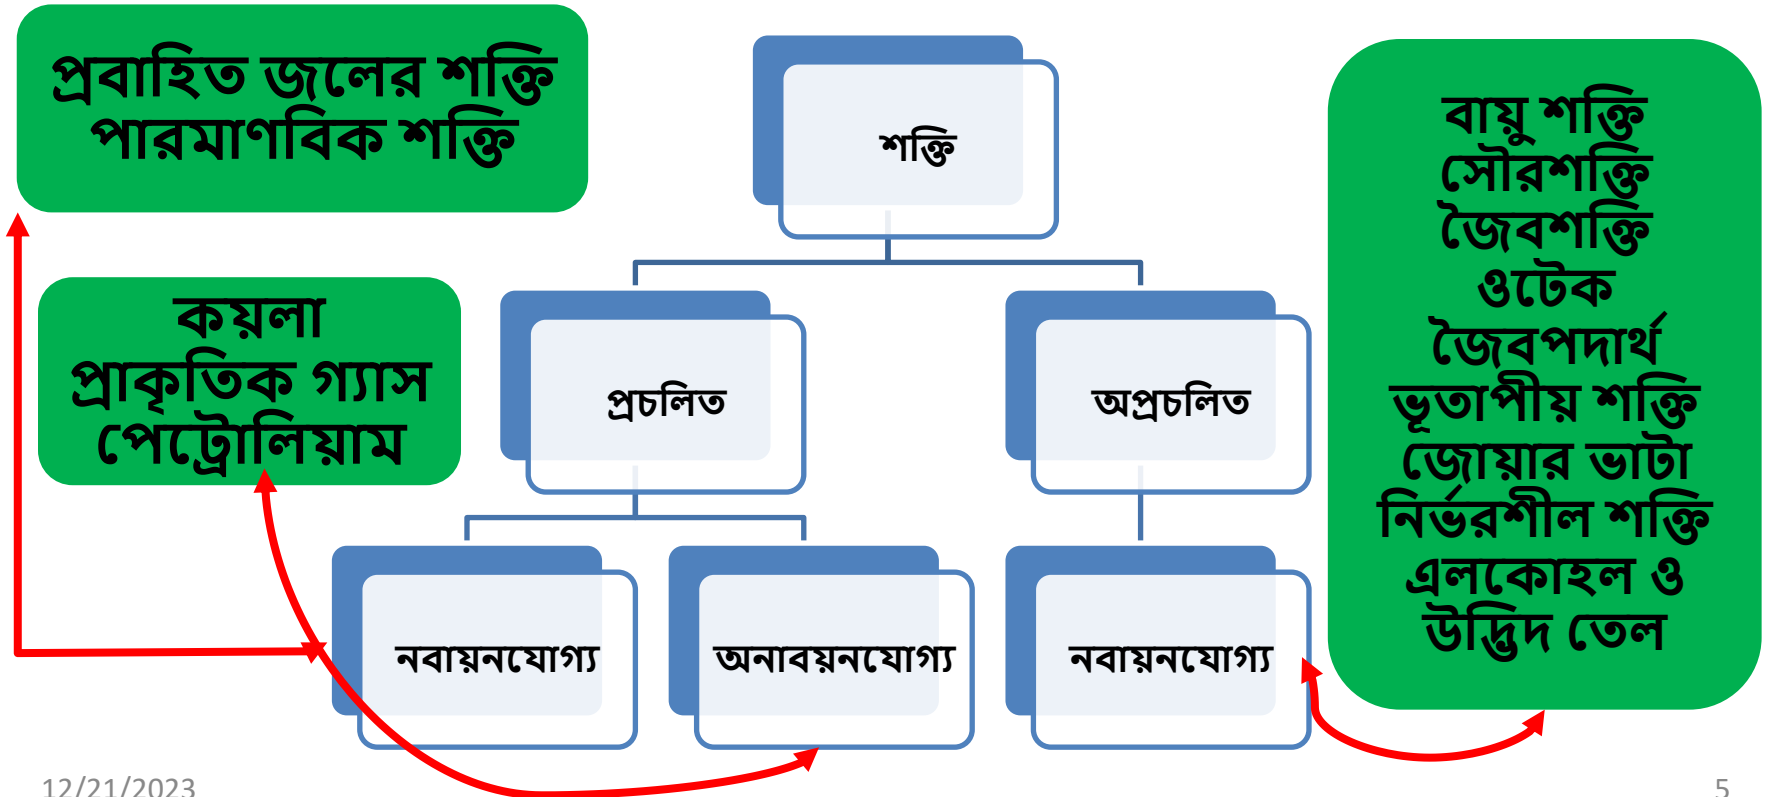 প্রবাহিত জলের শক্তি
পারমাণবিক শক্তি
শক্তি
বায়ু শক্তি
সৌরশক্তি
জৈবশক্তি
ওটেক
জৈবপদার্থ
ভূতাপীয় শক্তি
জোয়ার ভাটা
নির্ভরশীল শক্তি
এলকোহল ও
উদ্ভিদ তেল
কয়লা
প্রাকৃতিক গ্যাস
পেট্রোলিয়াম
প্রচলিত
অপ্রচলিত
নবায়নযোগ্য
অনাবয়নযোগ্য
নবায়নযোগ্য
12/21/2023
5